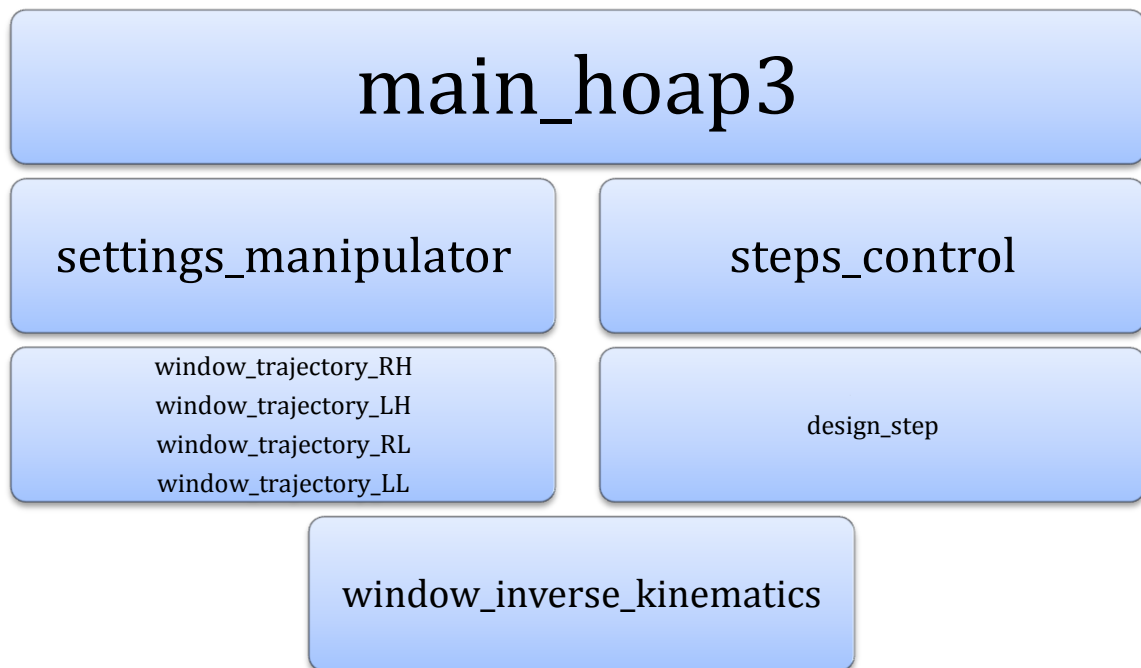 main_hoap3
settings_manipulator
steps_control
window_trajectory_RH
window_trajectory_LH
window_trajectory_RL
window_trajectory_LL
design_step
window_inverse_kinematics